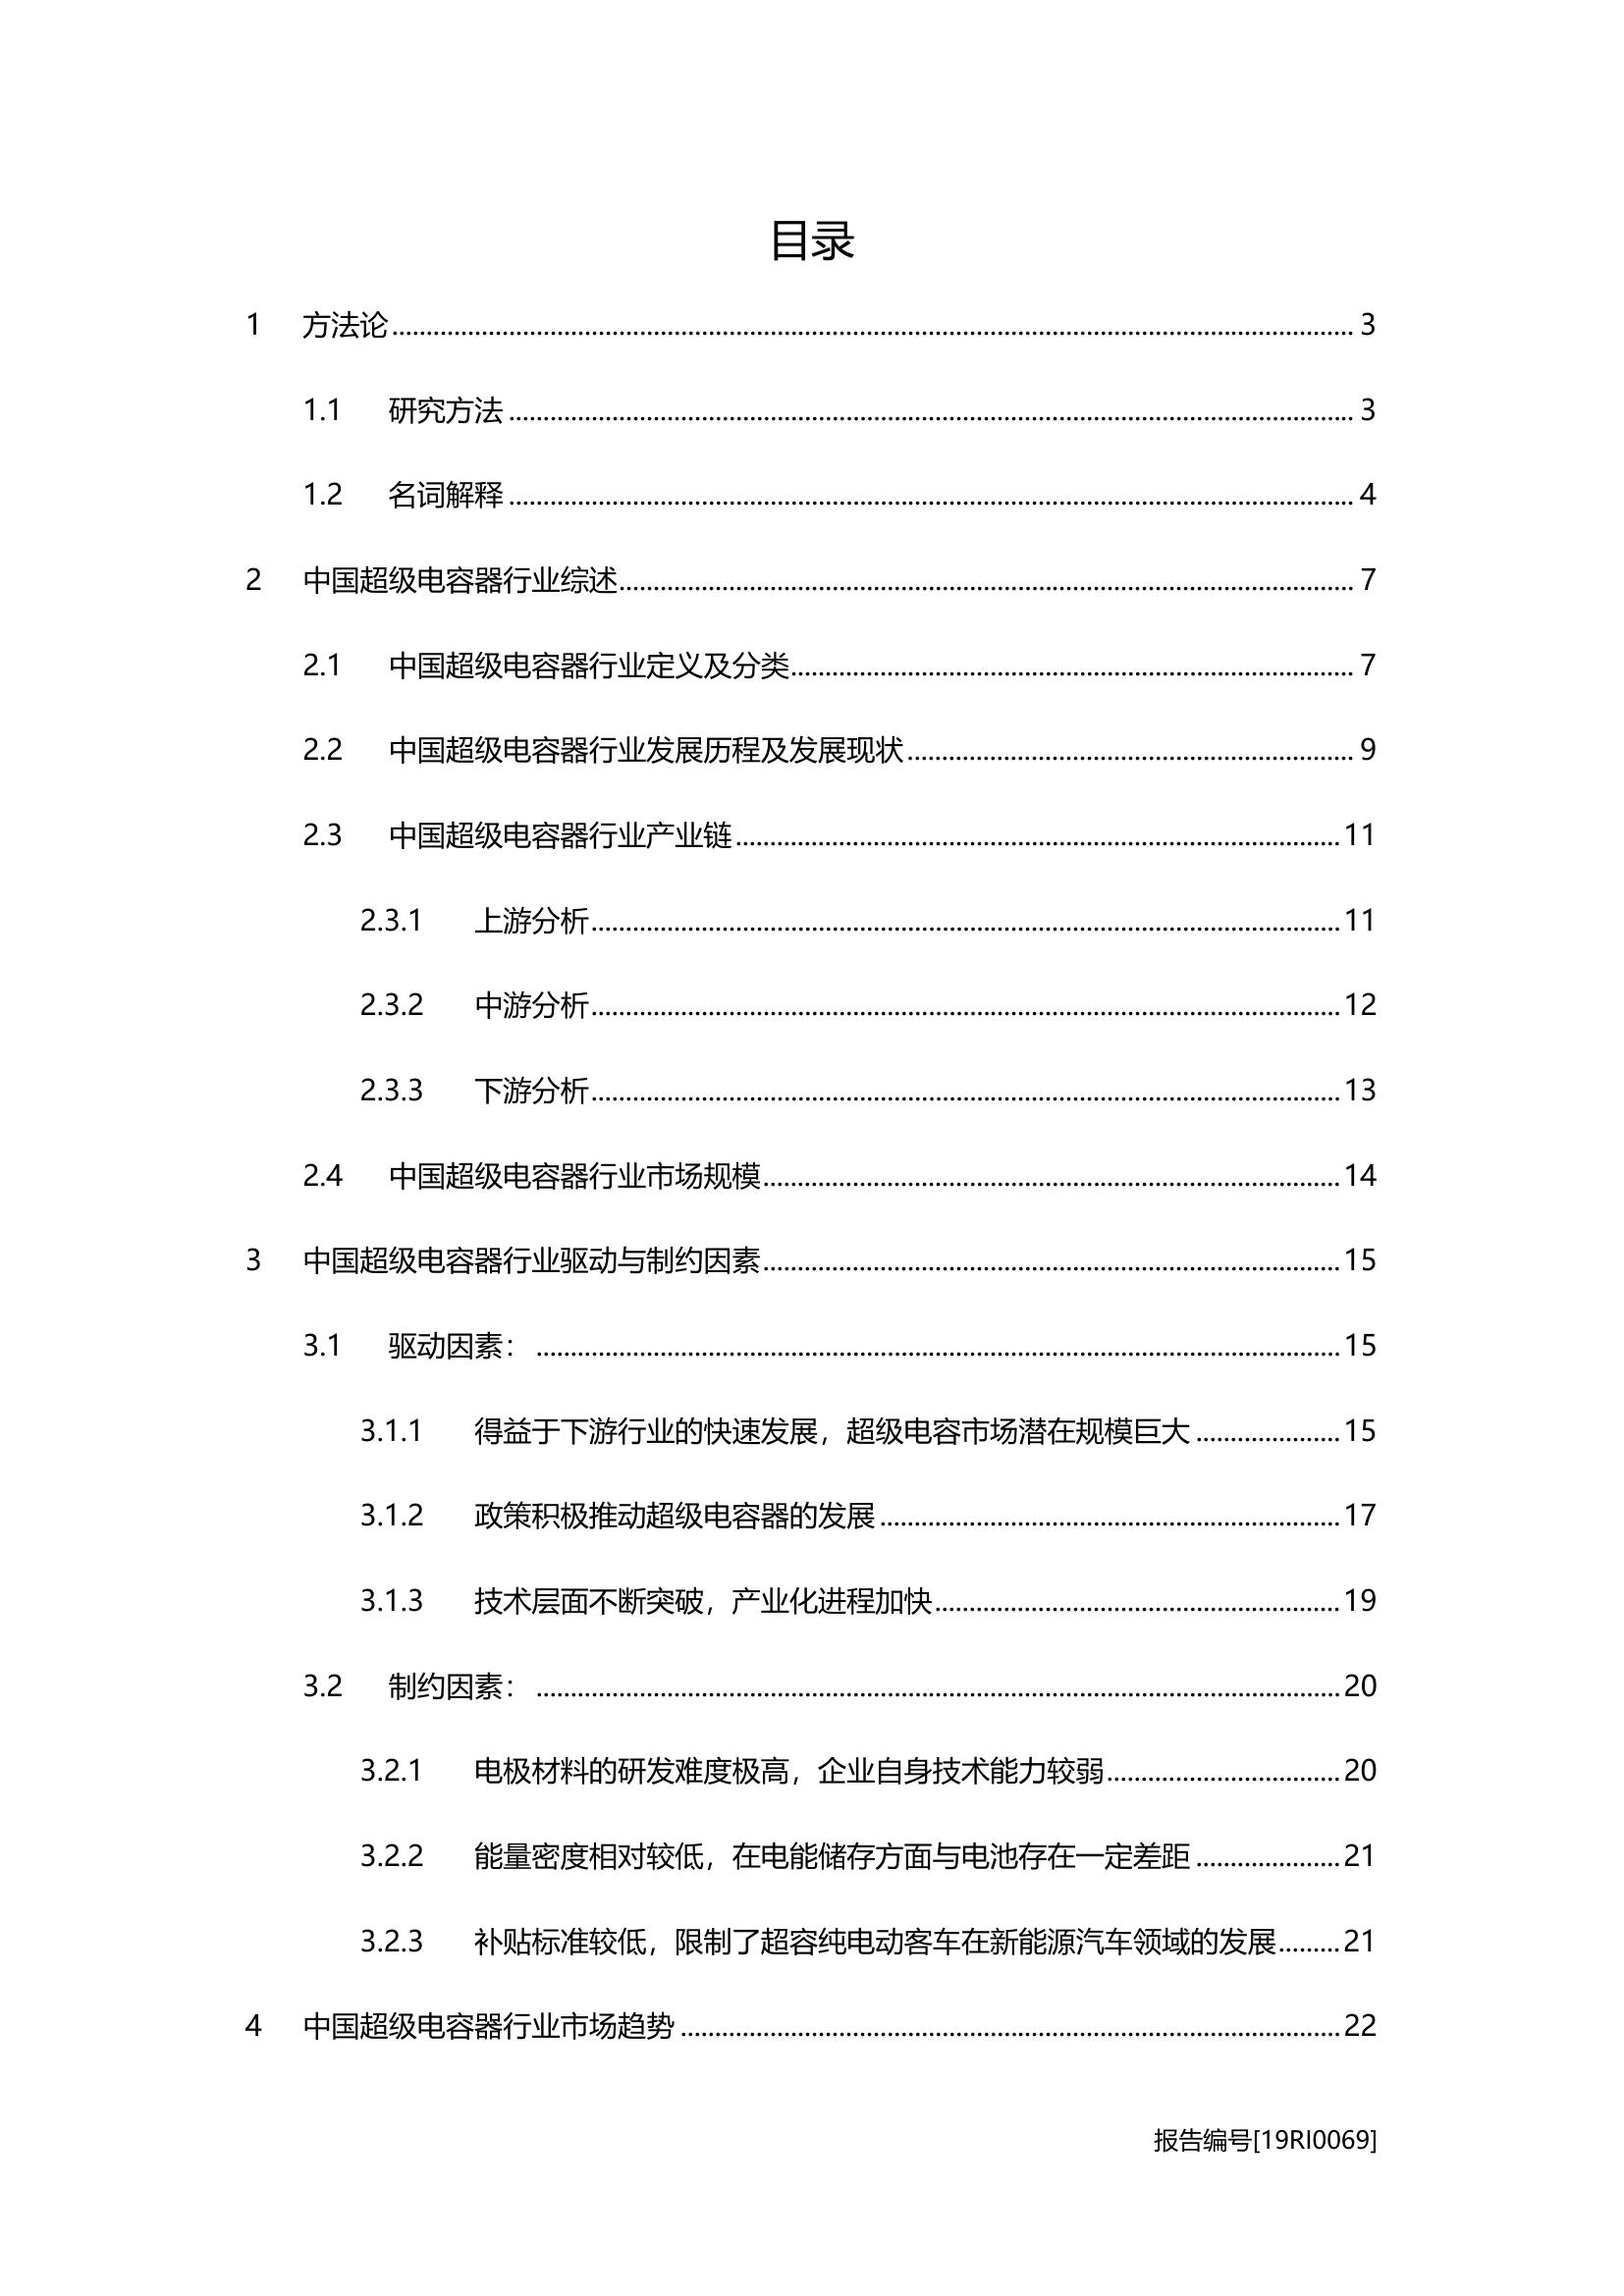 目录
1 方法论 ........ 3
1.1 研究方法 ........ 3
1.2 名词解释 ........ 4
2 中国超级电容器行业综述 ........ 7
2.1 中国超级电容器行业定义及分类 ........ 7
2.2 中国超级电容器行业发展历程及发展现状 ........ 9
2.3 中国超级电容器行业产业链 ........ 11
2.3.1 上游分析 ........ 11
2.3.2 中游分析 ........ 12
2.3.3 下游分析 ........ 13
2.4 中国超级电容器行业市场规模 ........ 14
3 中国超级电容器行业驱动与制约因素 ........ 15
3.1 驱动因素： ........ 15
3.1.1 得益于下游行业的快速发展，超级电容市场潜在规模巨大 ........ 15
3.1.2 政策积极推动超级电容器的发展 ........ 17
3.1.3 技术层面不断突破，产业化进程加快 ........ 19
3.2 制约因素： ........ 20
3.2.1 电极材料的研发难度极高，企业自身技术能力较弱 ........ 20
3.2.2 能量密度相对较低，在电能储存方面与电池存在一定差距 ........ 21
3.2.3 补贴标准较低，限制了超容纯电动客车在新能源汽车领域的发展 ........ 21
4 中国超级电容器行业市场趋势 ........ 22
报告编号[19RI0069]